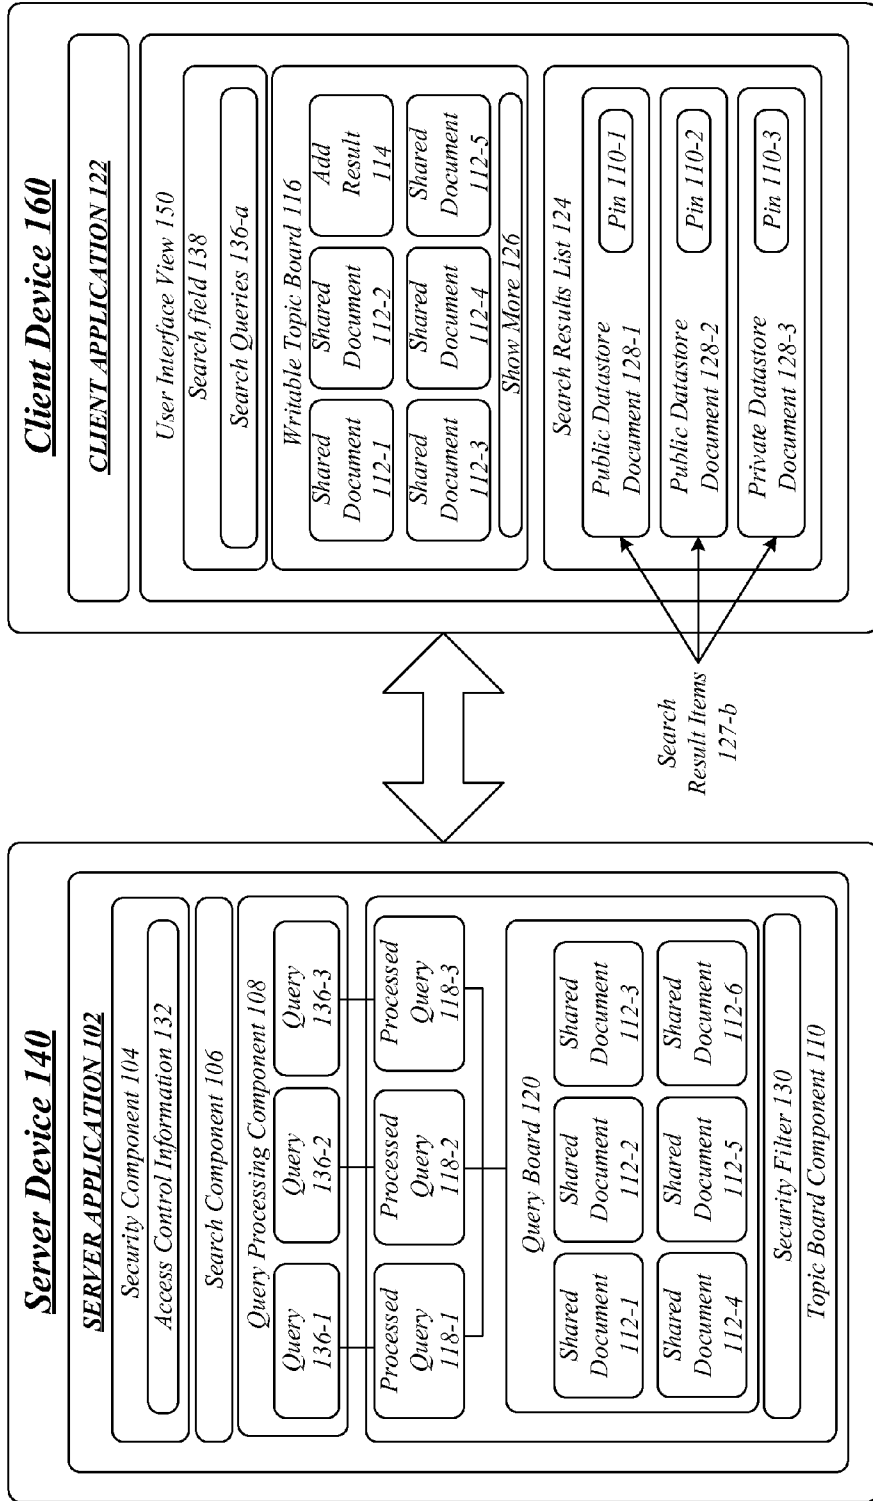 Server Device 140
SERVER APPLICATION 102
Security Component 104
Access Control Information 132
Search Component 106
Query Processing Component 108
Query
136-1
Query
136-2
Query
136-3
Processed
Query
118-1
Processed
Query
118-2
Processed
Query
118-3
Query Board 120
Shared
Document
112-1
Shared
Document
112-2
Shared
Document
112-3
Shared
Document
112-4
Shared
Document
112-5
Shared
Document
112-6
Security Filter 130
Topic Board Component 110
Client Device 160
CLIENT APPLICATION 122
User Interface View 150
Search field 138
Search Queries 136-a
Writable Topic Board 116
Shared
Document
112-1
Shared
Document
112-2
Add
Result
114
Shared
Document
112-3
Shared
Document
112-4
Shared
Document
112-5
Show More 126
Search Results List 124
Public Datastore
Document 128-1
Pin 110-1
Public Datastore
Document 128-2
Pin 110-2
Private Datastore
Document 128-3
Pin 110-3
Search
Result Items
127-b